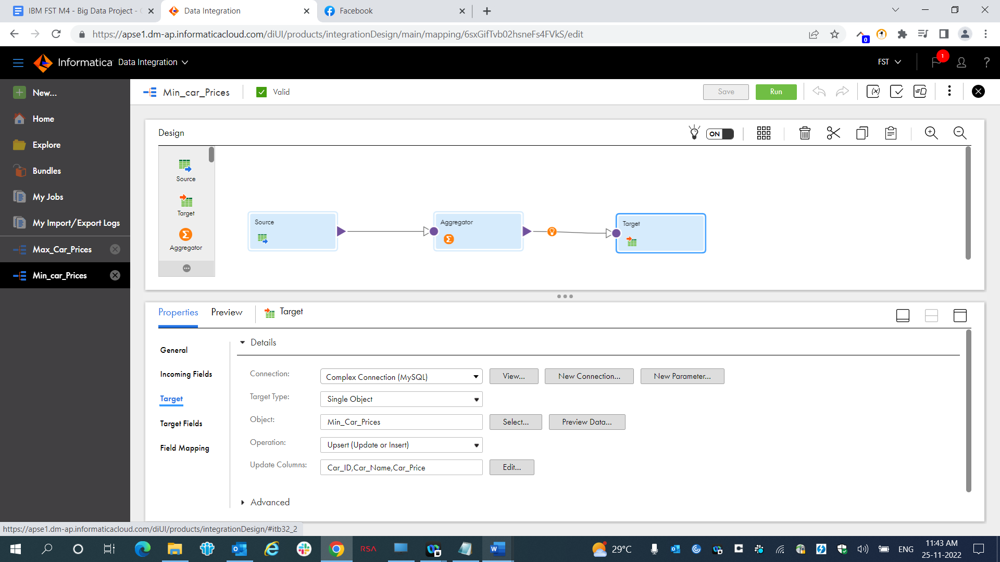 IBM FST M4 - Big Data Project -
Data Integration
Facebook
https://apse1.dm-ap.informaticacloud.com/diUI/products/integrationDesign/main/mapping/6sxGifTvb02hsneFs4FVkS/edit
0
Informatica Data Integration
FST
1
?
New...
Home
Explore
Bundles
My Jobs
My Import/Export Logs
Max_Car_Prices
Min_car_Prices
Min_car_Prices
Valid
Save
Run
Design
ON
Source
Target
Aggregator
Source
Aggregator
Target
Properties
Preview
Target
General
Incoming Fields
Target
Target Fields
Field Mapping
Details
Connection: Complex Connection (MySQL) View... New Connection... New Parameter...
Target Type: Single Object
Object: Min_Car_Prices Select... Preview Data...
Operation: Upsert (Update or Insert)
Update Columns: Car_ID,Car_Name,Car_Price Edit...
Advanced
https://apse1.dm-ap.informaticacloud.com/diUI/products/integrationDesign/#itb32_2
RSA
29°C
ENG
11:43 AM
25-11-2022